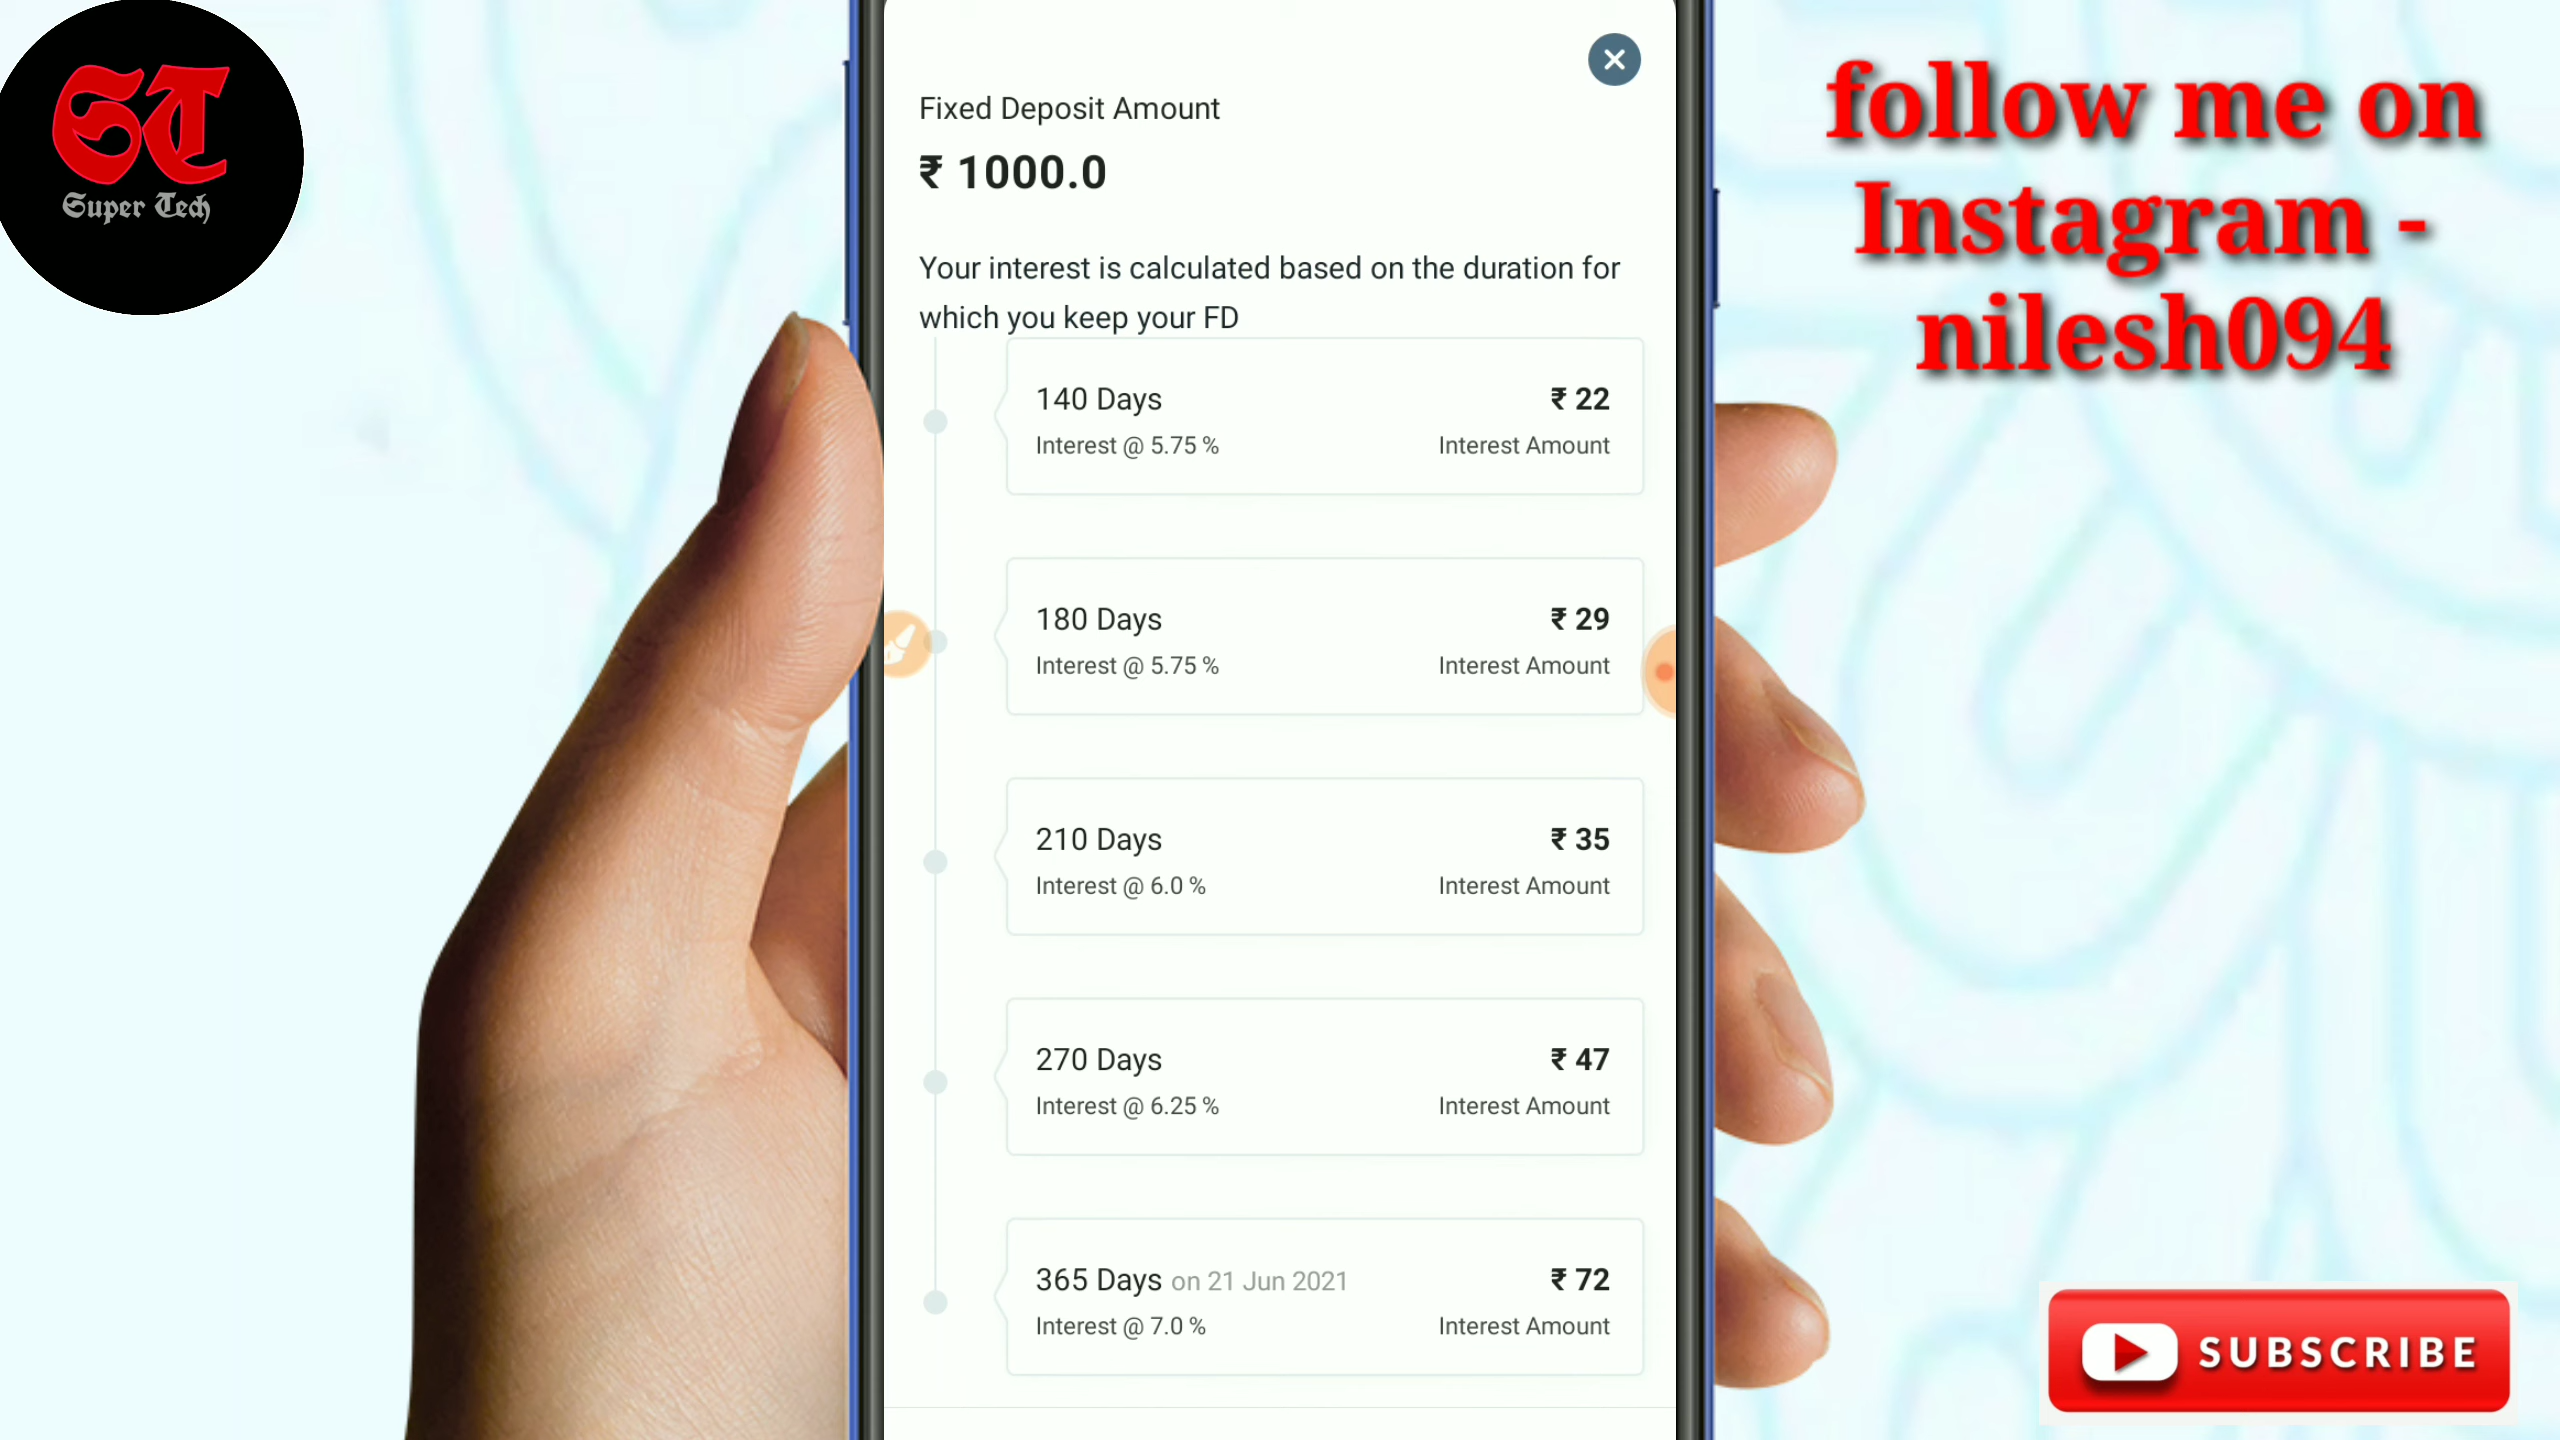 ST
Super Tech
Fixed Deposit Amount
₹ 1000.0
Your interest is calculated based on the duration for
which you keep your FD
140 Days ₹ 22
Interest @ 5.75 % Interest Amount
180 Days ₹ 29
Interest @ 5.75 % Interest Amount
210 Days ₹ 35
Interest @ 6.0 % Interest Amount
270 Days ₹ 47
Interest @ 6.25 % Interest Amount
365 Days on 21 Jun 2021 ₹ 72
Interest @ 7.0 % Interest Amount
follow me on
Instagram -
nilesh094
SUBSCRIBE